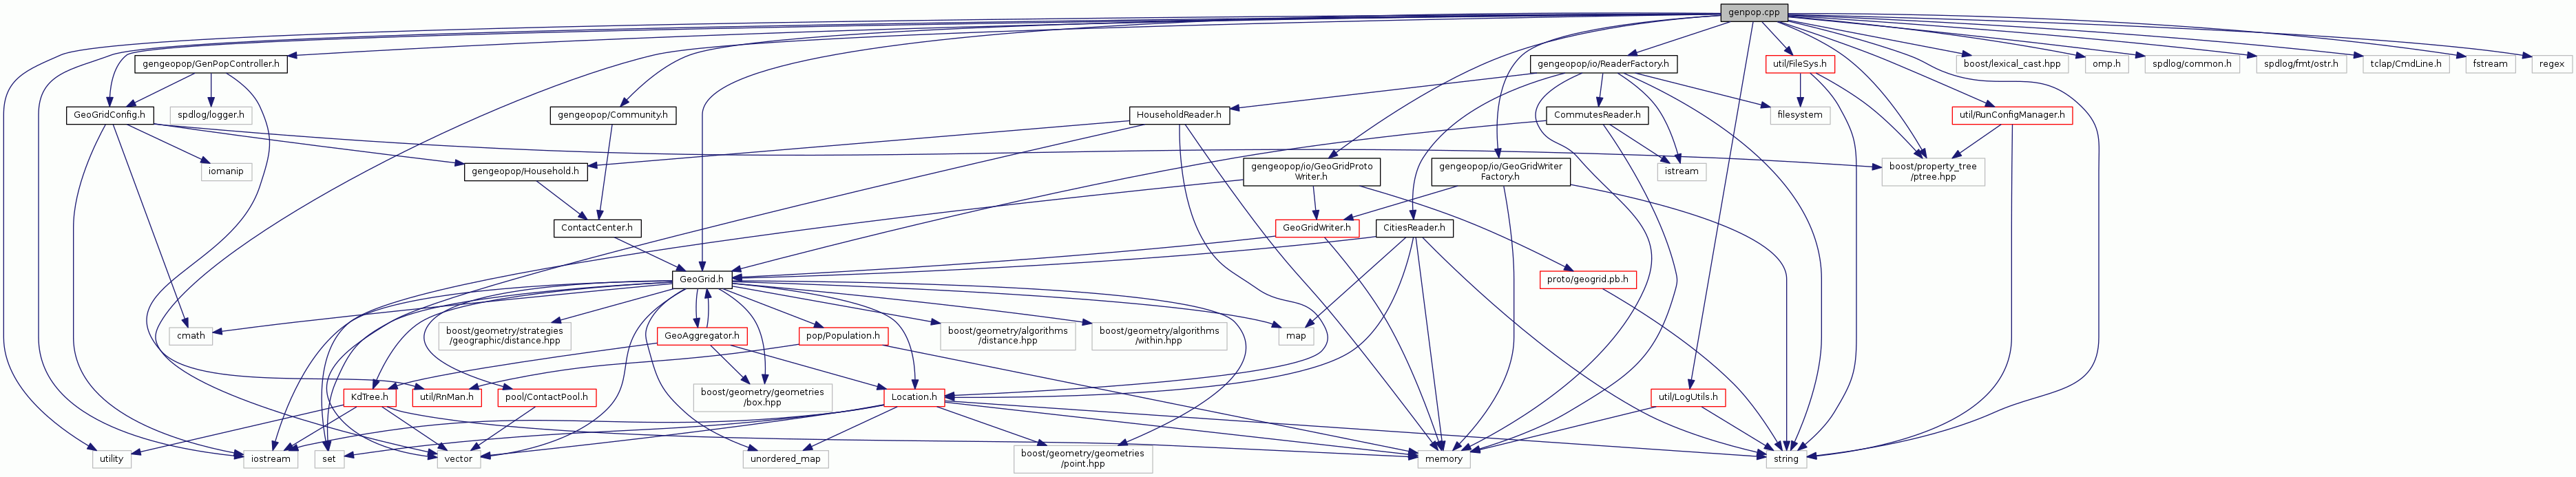 genpop.cpp
gengeopop/GenPopController.h
gengeopop/io/ReaderFactory.h
util/FileSys.h
boost/lexical_cast.hpp
omp.h
spdlog/common.h
spdlog/fmt/ostr.h
tclap/CmdLine.h
fstream
regex
GeoGridConfig.h
spdlog/logger.h
gengeopop/Community.h
HouseholdReader.h
CommutesReader.h
filesystem
util/RunConfigManager.h
iomanip
gengeopop/Household.h
gengeopop/io/GeoGridProto
Writer.h
gengeopop/io/GeoGridWriter
Factory.h
istream
boost/property_tree
/ptree.hpp
ContactCenter.h
GeoGridWriter.h
CitiesReader.h
GeoGrid.h
proto/geogrid.pb.h
cmath
boost/geometry/strategies
/geographic/distance.hpp
GeoAggregator.h
pop/Population.h
boost/geometry/algorithms
/distance.hpp
boost/geometry/algorithms
/within.hpp
map
KdTree.h
util/RnMan.h
pool/ContactPool.h
boost/geometry/geometries
/box.hpp
Location.h
util/LogUtils.h
utility
iostream
set
vector
unordered_map
boost/geometry/geometries
/point.hpp
memory
string